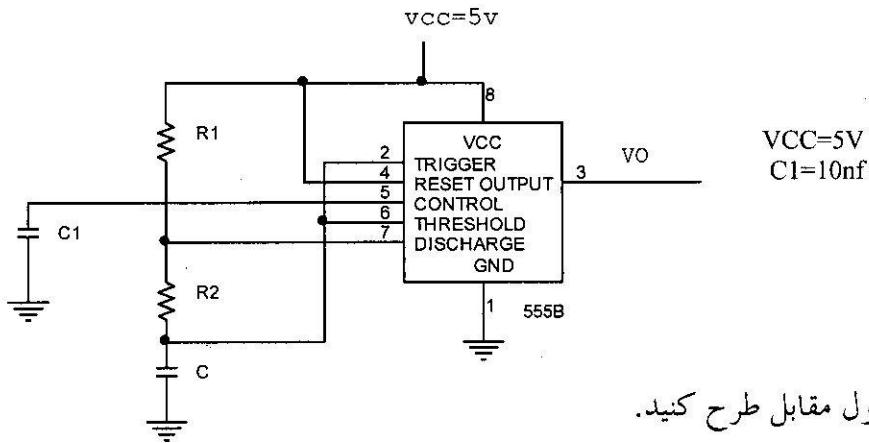 vcc=5v
R1
C1
R2
C
8
VCC
2 TRIGGER
4 RESET OUTPUT 3
5 CONTROL
6 THRESHOLD
7 DISCHARGE
GND
1
555B
VO
VCC=5V
C1=10nf
ول مقابل طرح کنید.